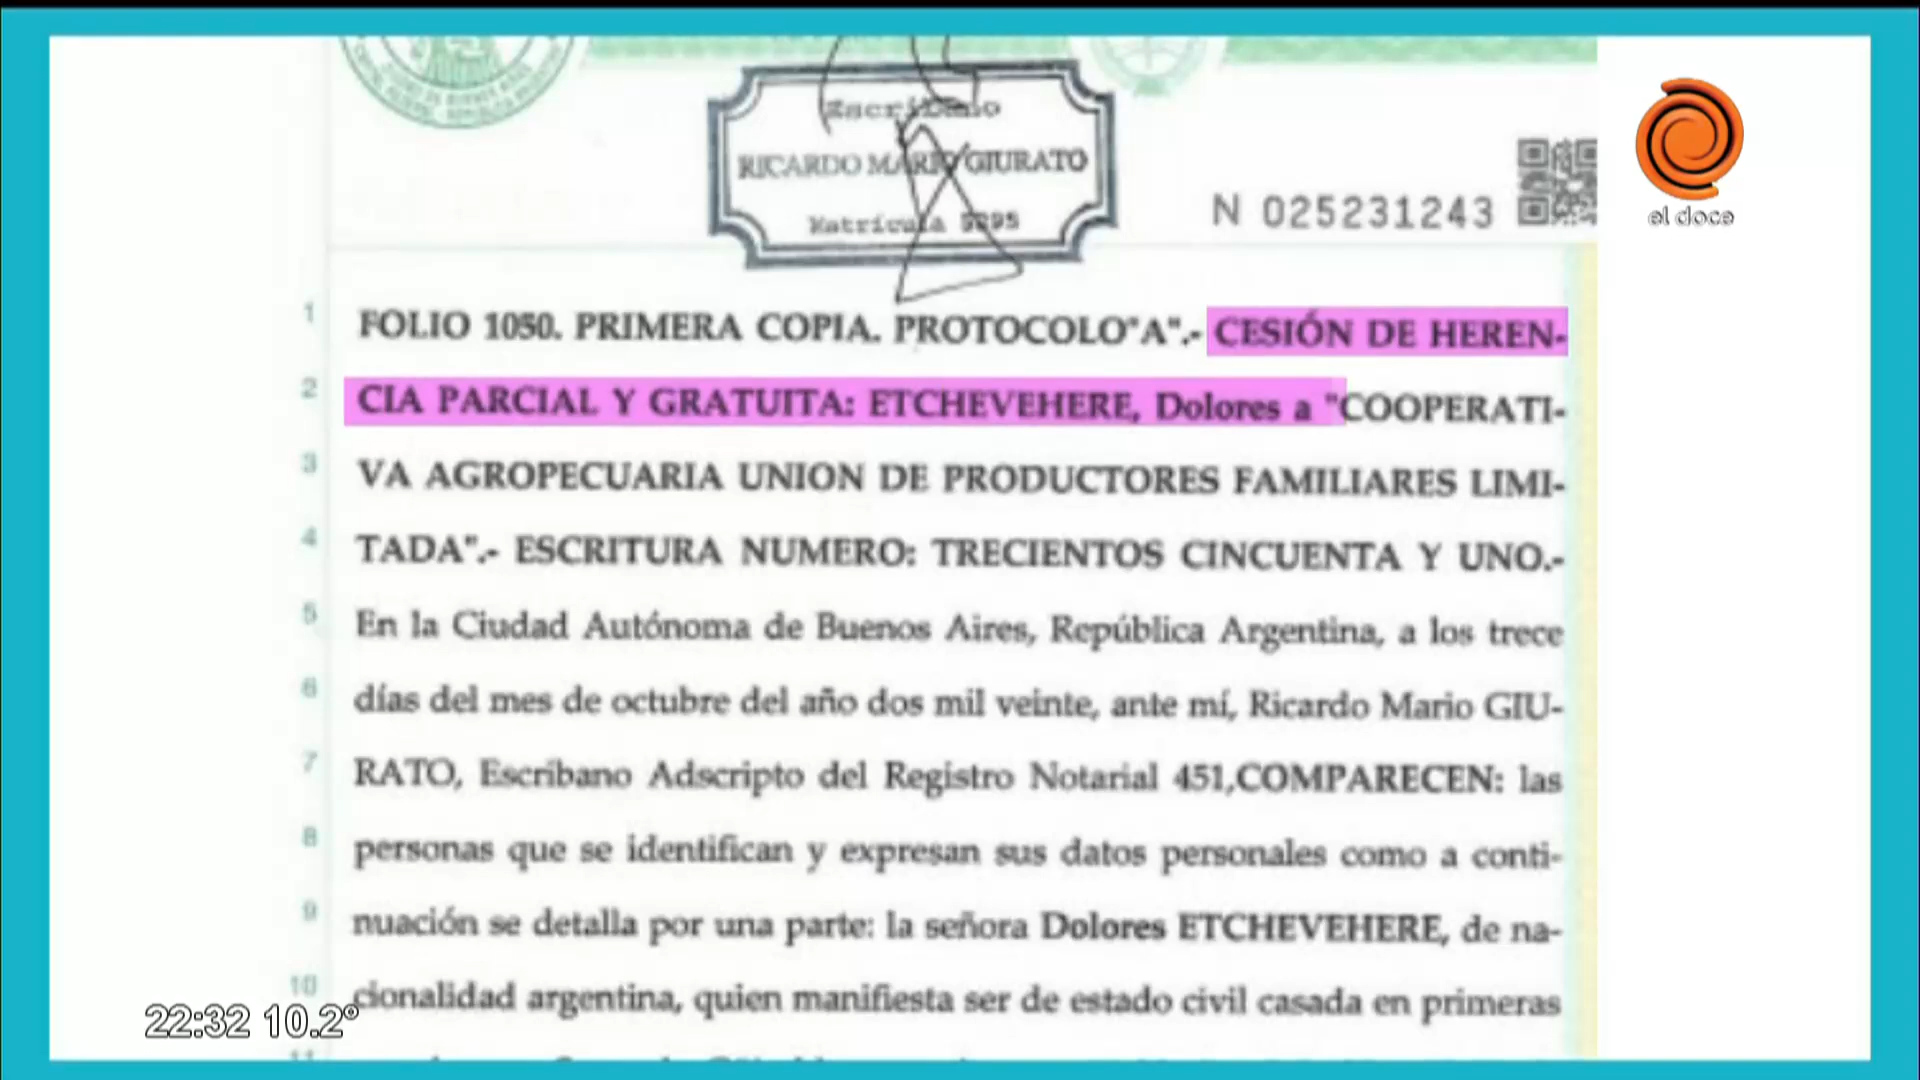 Escribano
RICARDO MARIO GIURATO
Matrícula
N 025231243
el doce
1 FOLIO 1050. PRIMERA COPIA. PROTOCOLO"A".- CESIÓN DE HEREN-
2 CIA PARCIAL Y GRATUITA: ETCHEVEHERE, Dolores a "COOPERATI-
3 VA AGROPECUARIA UNION DE PRODUCTORES FAMILIARES LIMI-
4 TADA".- ESCRITURA NUMERO: TRECIENTOS CINCUENTA Y UNO.-
5 En la Ciudad Autónoma de Buenos Aires, República Argentina, a los trece
6 días del mes de octubre del año dos mil veinte, ante mí, Ricardo Mario GIU-
7 RATO, Escribano Adscripto del Registro Notarial 451,COMPARECEN: las
8 personas que se identifican y expresan sus datos personales como a conti-
9 nuación se detalla por una parte: la señora Dolores ETCHEVEHERE, de na-
10 cionalidad argentina, quien manifiesta ser de estado civil casada en primeras
22:32 10.2°
11